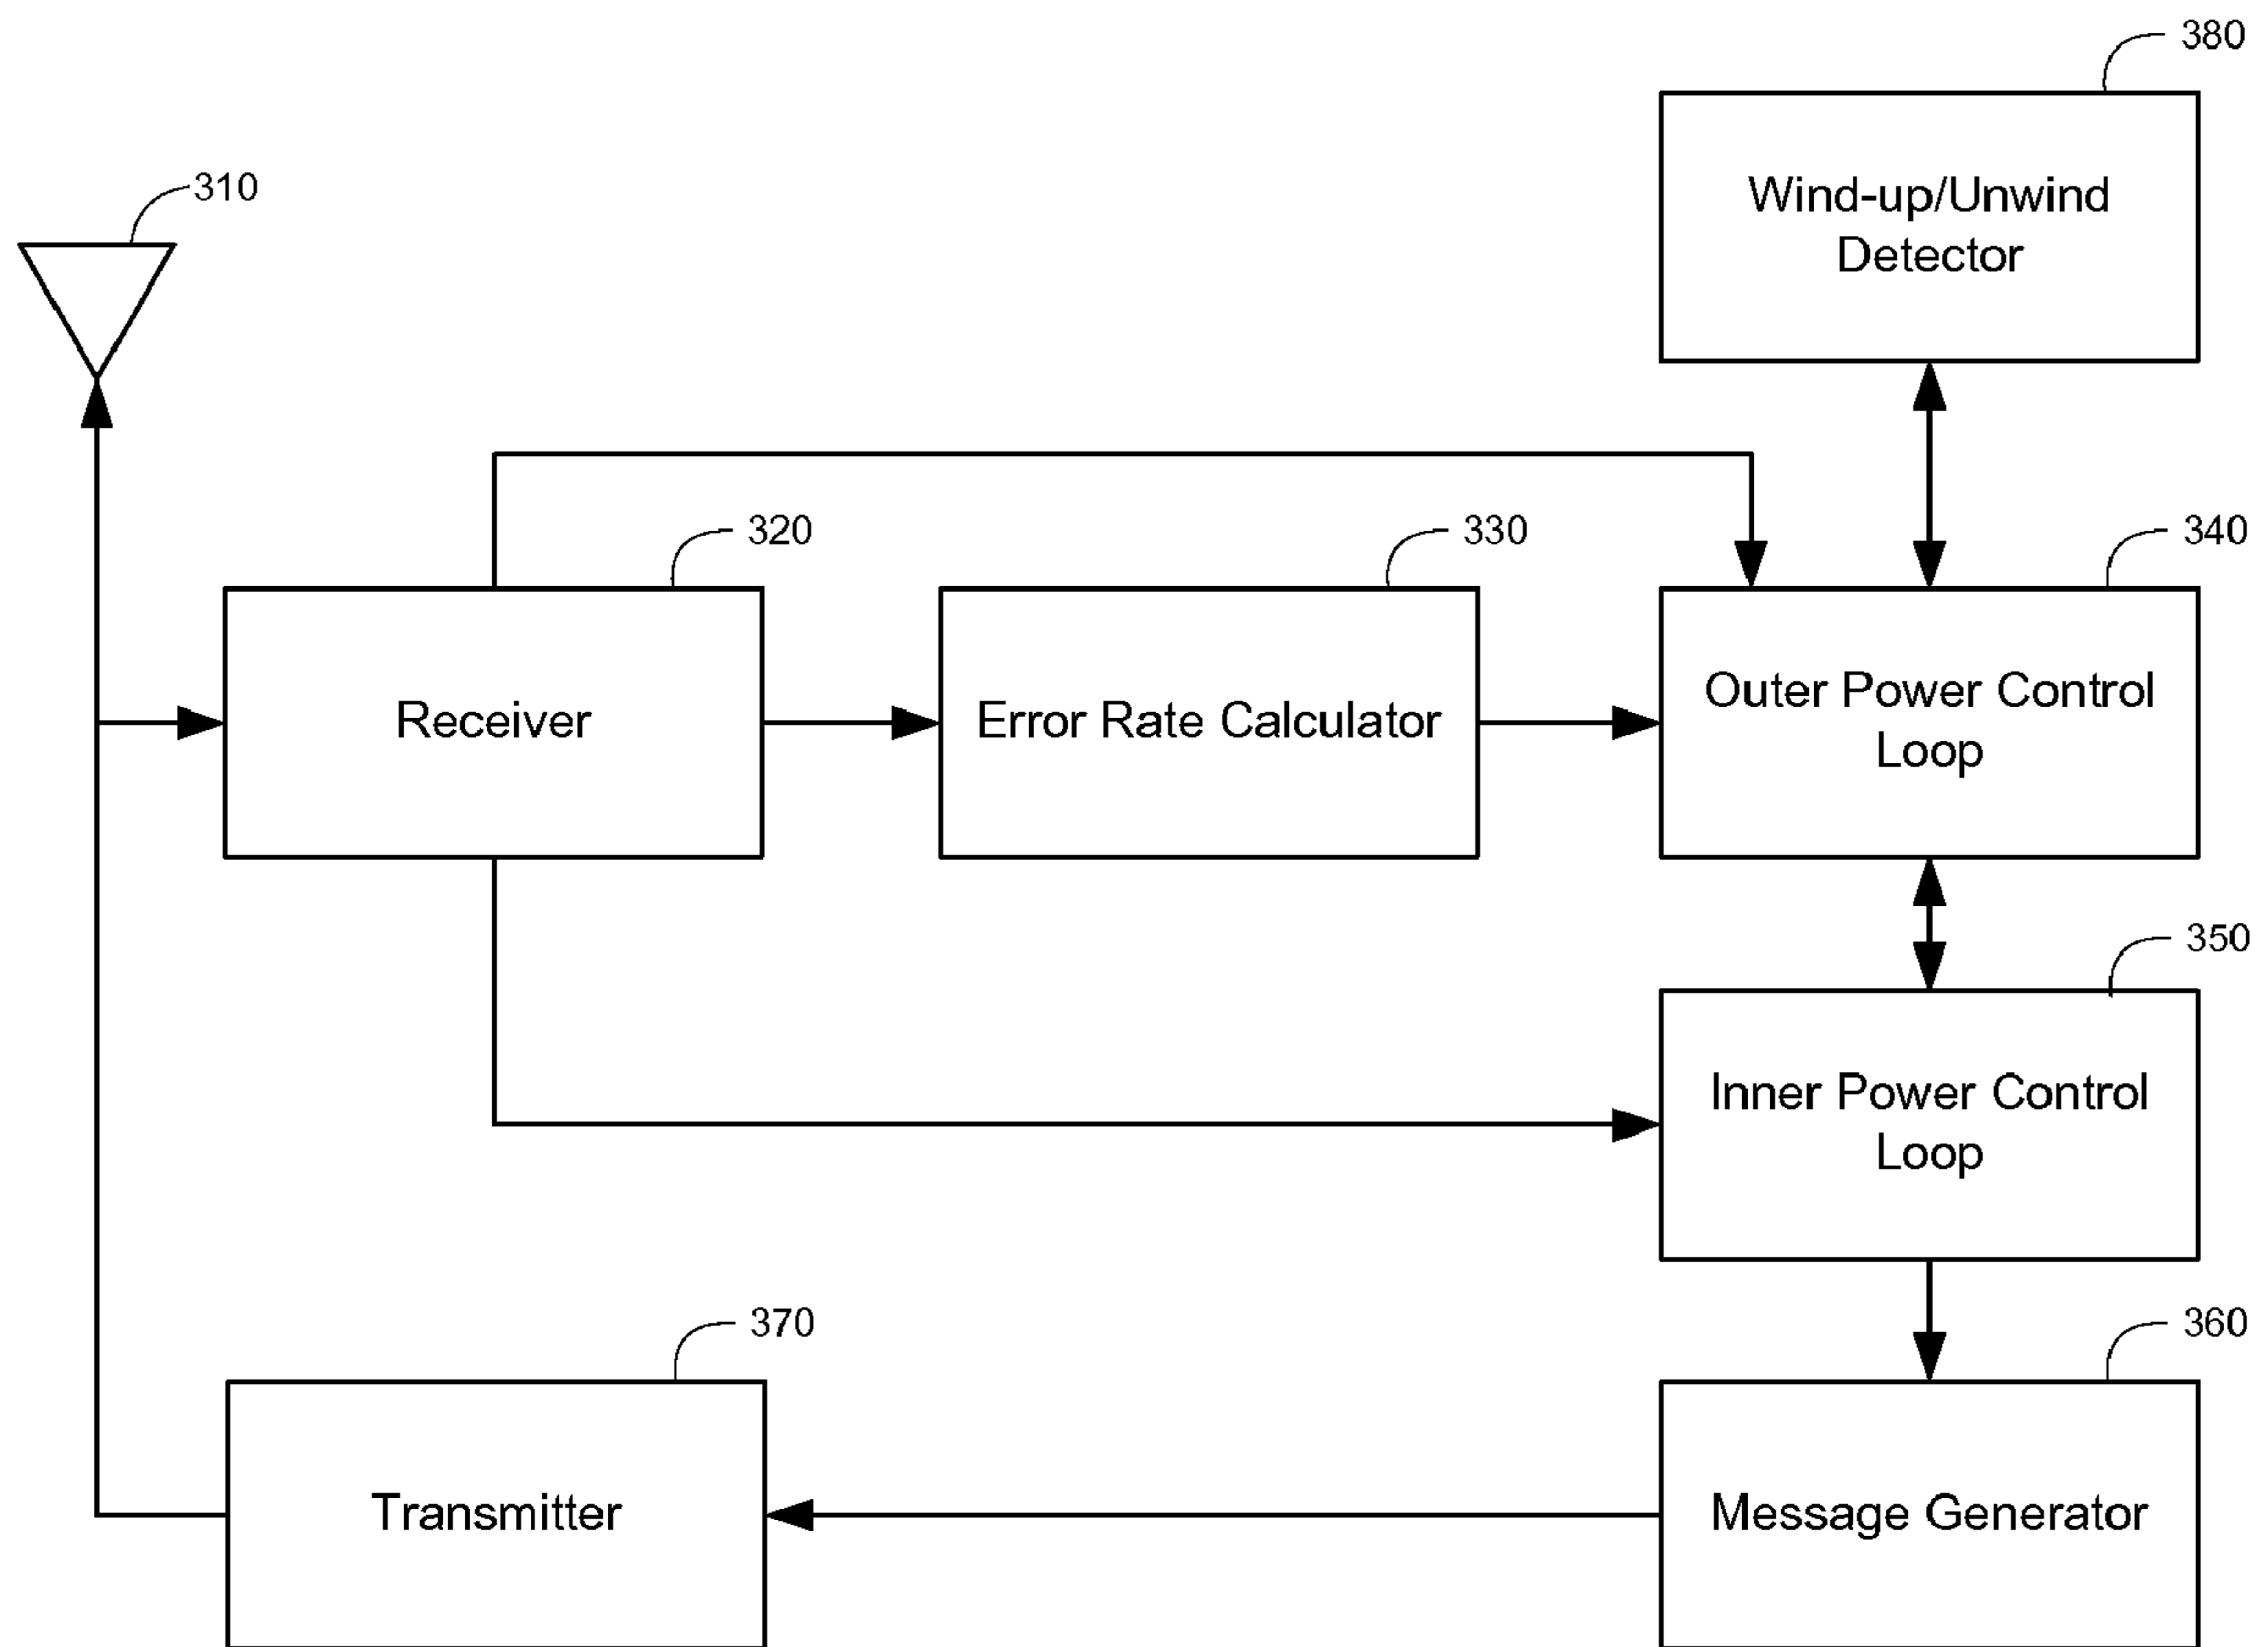 380
Wind-up/Unwind
Detector
310
320
330
340
Receiver
Error Rate Calculator
Outer Power Control
Loop
350
Inner Power Control
Loop
370
360
Transmitter
Message Generator